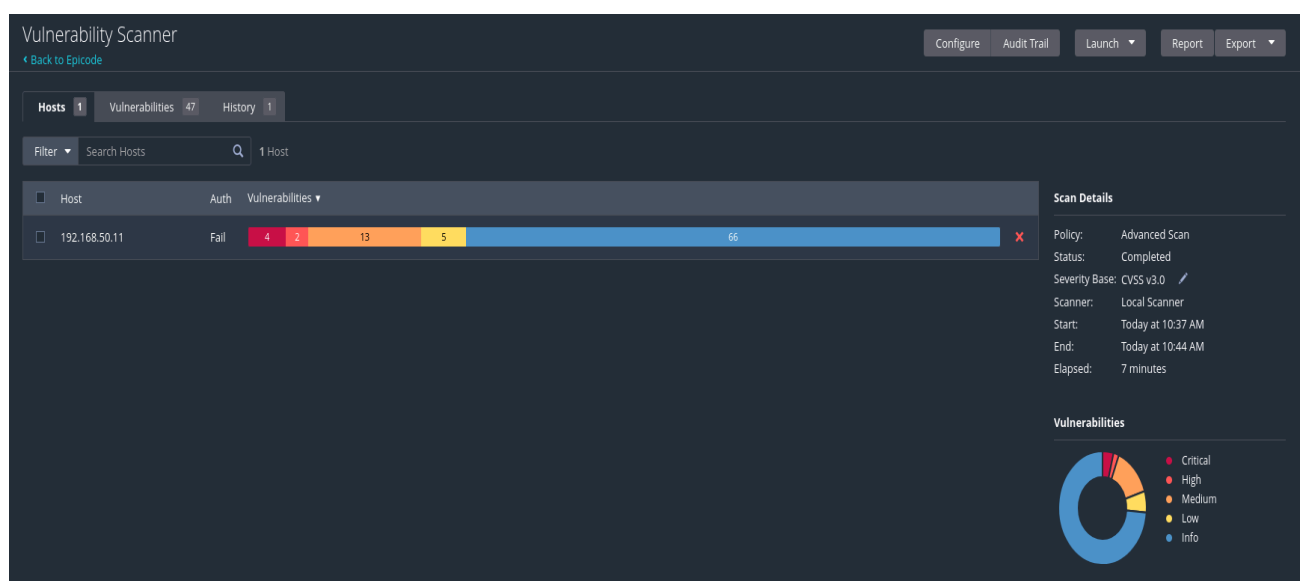 Vulnerability Scanner
‹ Back to Epicode
Configure Audit Trail Launch ▼ Report Export ▼
Hosts 1 Vulnerabilities 47 History 1
Filter ▼ Search Hosts 1 Host
Host Auth Vulnerabilities ▼
192.168.50.11 Fail 4 2 13 5 66
Scan Details
Policy: Advanced Scan
Status: Completed
Severity Base: CVSS v3.0
Scanner: Local Scanner
Start: Today at 10:37 AM
End: Today at 10:44 AM
Elapsed: 7 minutes
Vulnerabilities
Critical
High
Medium
Low
Info